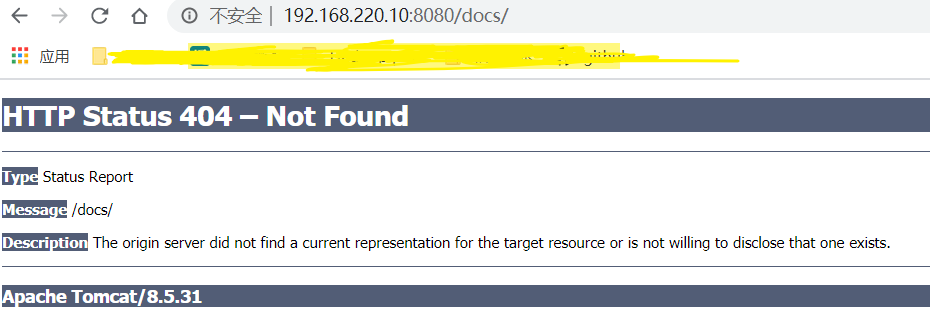 不安全 | 192.168.220.10:8080/docs/
应用
HTTP Status 404 – Not Found
Type Status Report
Message /docs/
Description The origin server did not find a current representation for the target resource or is not willing to disclose that one exists.
Apache Tomcat/8.5.31